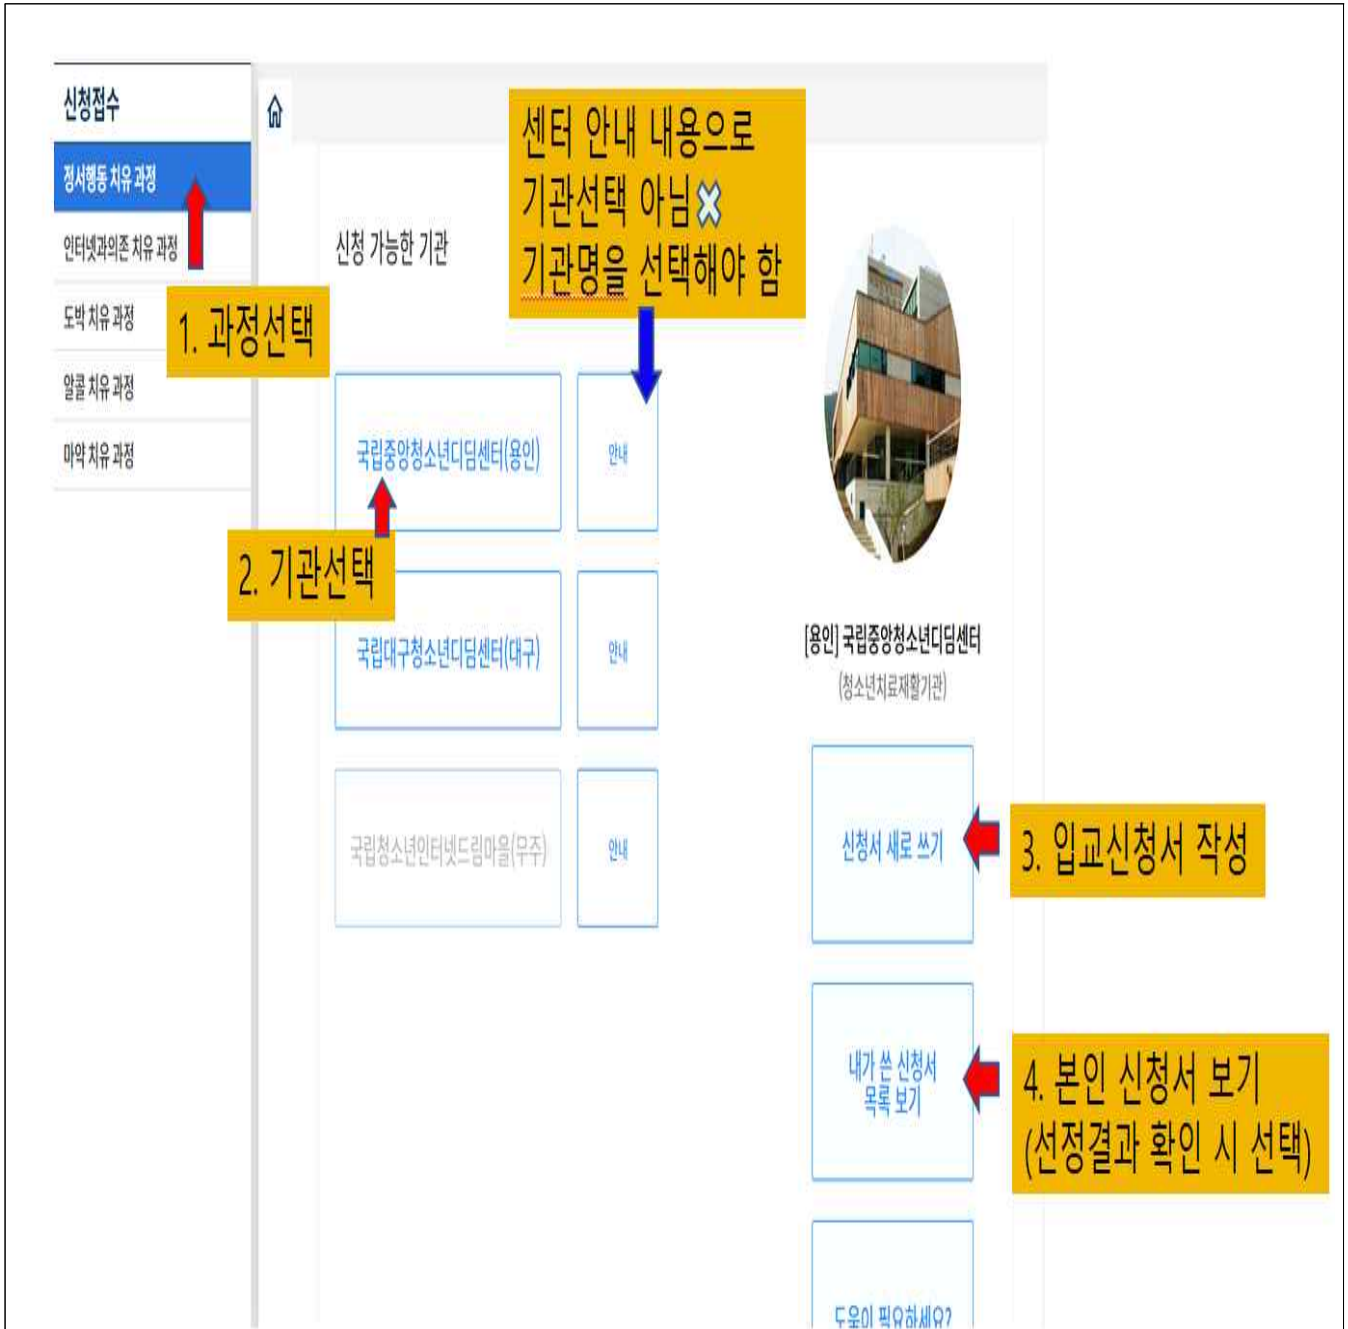 신청접수
정서행동 치유 과정
인터넷과의존 치유 과정
도박 치유 과정
알콜 치유 과정
마약 치유 과정
1. 과정선택
신청 가능한 기관
센터 안내 내용으로
기관선택 아님
기관명을 선택해야 함
국립중앙청소년디딤센터(용인)
안내
2. 기관선택
국립대구청소년디딤센터(대구)
안내
국립청소년인터넷드림마을(무주)
안내
[용인] 국립중앙청소년디딤센터
(청소년치료재활기관)
신청서 새로 쓰기
3. 입교신청서 작성
내가 쓴 신청서
목록 보기
4. 본인 신청서 보기
(선정결과 확인 시 선택)
도움이 필요하세요?